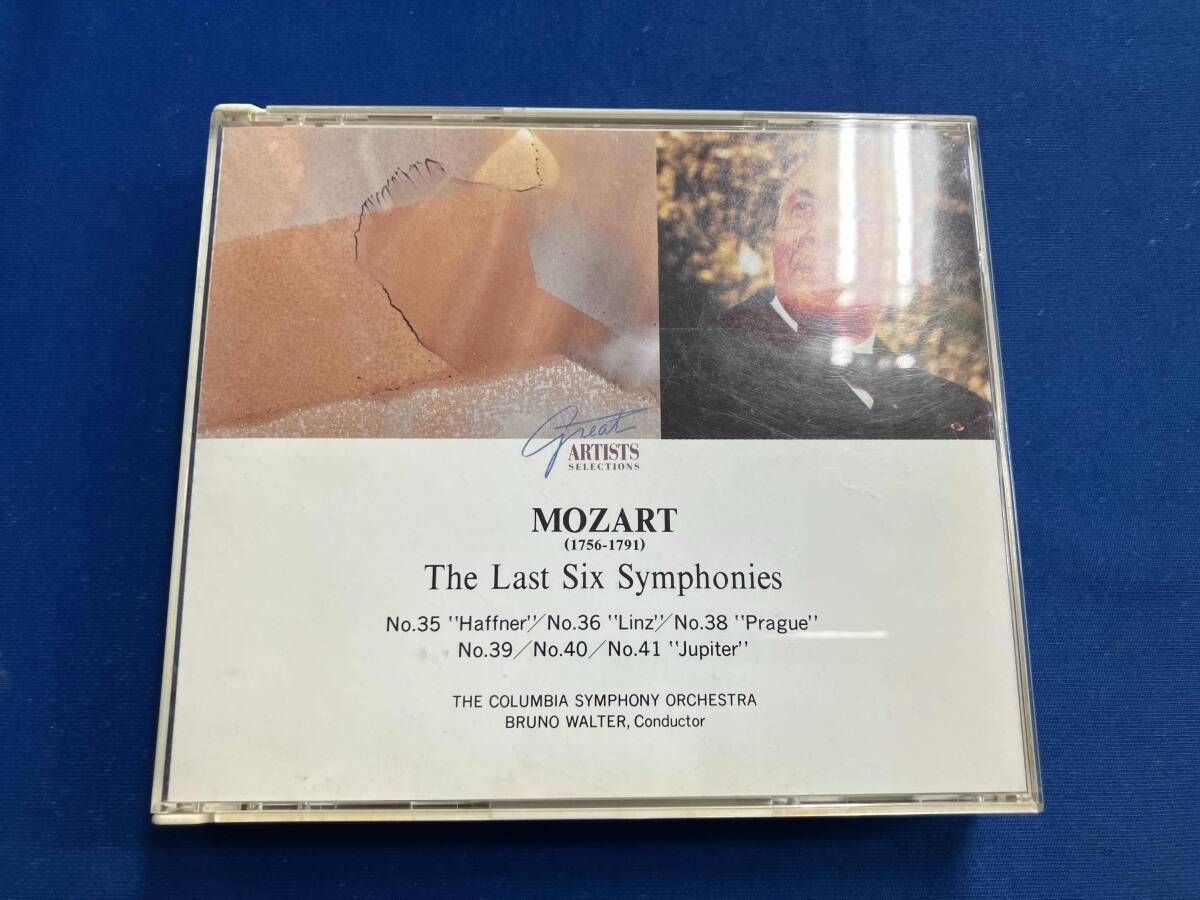 Great
ARTISTS
SELECTIONS
MOZART
(1756-1791)
The Last Six Symphonies
No.35 "Haffner"/No.36 "Linz"/No.38 "Prague"
No.39/No.40/No.41 "Jupiter"
THE COLUMBIA SYMPHONY ORCHESTRA
BRUNO WALTER, Conductor